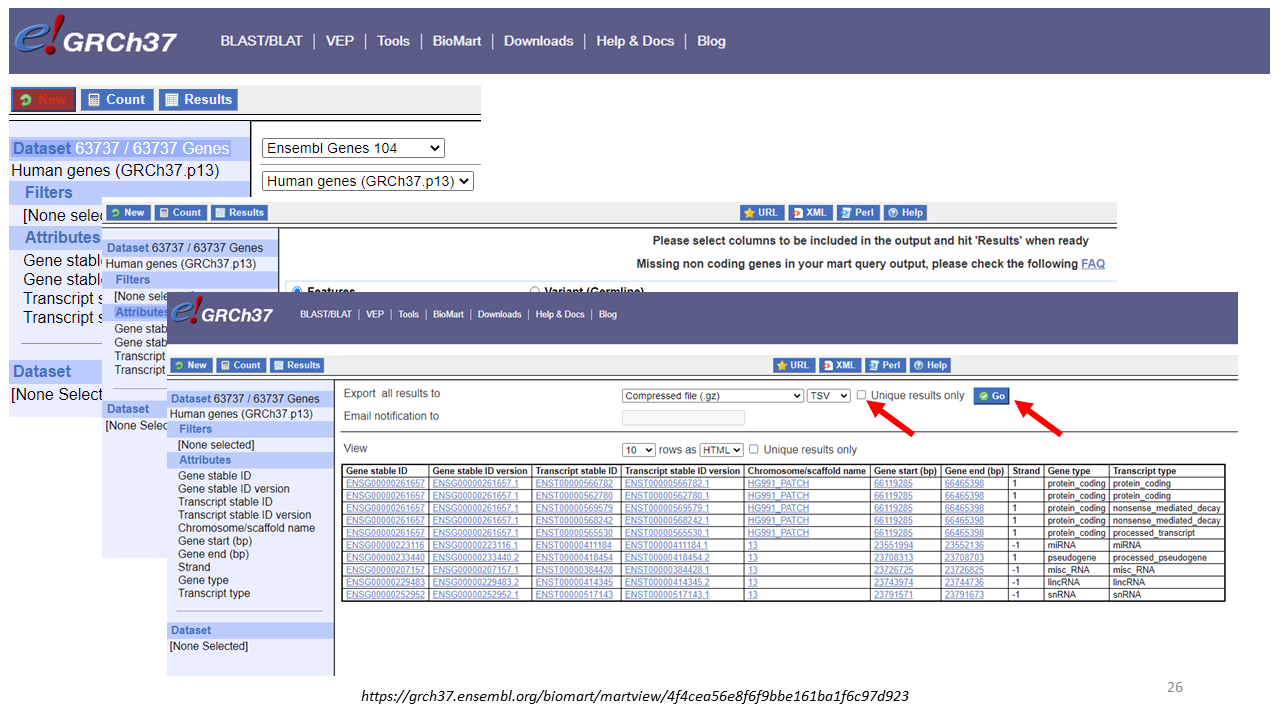 e! GRCh37 BLAST/BLAT | VEP | Tools | BioMart | Downloads | Help & Docs | Blog
New Count Results
Dataset 63737 / 63737 Genes
Human genes (GRCh37.p13)
Filters
[None selec
Attributes
Gene stabl
Gene stabl
Transcript s
Transcript s
Dataset
[None Select
Ensembl Genes 104
Human genes (GRCh37.p13)
New Count Results URL XML Perl Help
Dataset 63737 / 63737 Genes
Human genes (GRCh37.p13)
Filters
[None sele
Attributes
Gene stab
Gene stab
Transcript
Transcript
Dataset
[None Selec
Please select columns to be included in the output and hit 'Results' when ready
Missing non coding genes in your mart query output, please check the following FAQ
Features Variant (Germline)
e! GRCh37 BLAST/BLAT | VEP | Tools | BioMart | Downloads | Help & Docs | Blog
New Count Results URL XML Perl Help
Dataset 63737 / 63737 Genes
Human genes (GRCh37.p13)
Filters
[None selected]
Attributes
Gene stable ID
Gene stable ID version
Transcript stable ID
Transcript stable ID version
Chromosome/scaffold name
Gene start (bp)
Gene end (bp)
Strand
Gene type
Transcript type
Dataset
[None Selected]
Export all results to Compressed file (.gz) TSV Unique results only Go
Email notification to
View 10 rows as HTML Unique results only
Gene stable ID Gene stable ID version Transcript stable ID Transcript stable ID version Chromosome/scaffold name Gene start (bp) Gene end (bp) Strand Gene type Transcript type
ENSG00000261657 ENSG00000261657.1 ENST00000566782 ENST00000566782.1 HG991_PATCH 66119285 66465398 1 protein_coding protein_coding
ENSG00000261657 ENSG00000261657.1 ENST00000562780 ENST00000562780.1 HG991_PATCH 66119285 66465398 1 protein_coding protein_coding
ENSG00000261657 ENSG00000261657.1 ENST00000569579 ENST00000569579.1 HG991_PATCH 66119285 66465398 1 protein_coding nonsense_mediated_decay
ENSG00000261657 ENSG00000261657.1 ENST00000568242 ENST00000568242.1 HG991_PATCH 66119285 66465398 1 protein_coding nonsense_mediated_decay
ENSG00000261657 ENSG00000261657.1 ENST00000565530 ENST00000565530.1 HG991_PATCH 66119285 66465398 1 protein_coding processed_transcript
ENSG00000223116 ENSG00000223116.1 ENST00000411184 ENST00000411184.1 13 23551994 23552136 -1 miRNA miRNA
ENSG00000233440 ENSG00000233440.2 ENST00000418454 ENST00000418454.2 13 23708313 23708703 1 pseudogene processed_pseudogene
ENSG00000207157 ENSG00000207157.1 ENST00000384428 ENST00000384428.1 13 23726725 23726825 -1 misc_RNA misc_RNA
ENSG00000229483 ENSG00000229483.2 ENST00000414345 ENST00000414345.2 13 23743974 23744736 -1 lincRNA lincRNA
ENSG00000252952 ENSG00000252952.1 ENST00000517143 ENST00000517143.1 13 23791571 23791673 -1 snRNA snRNA
https://grch37.ensembl.org/biomart/martview/4f4cea56e8f6f9bbe161ba1f6c97d923
26